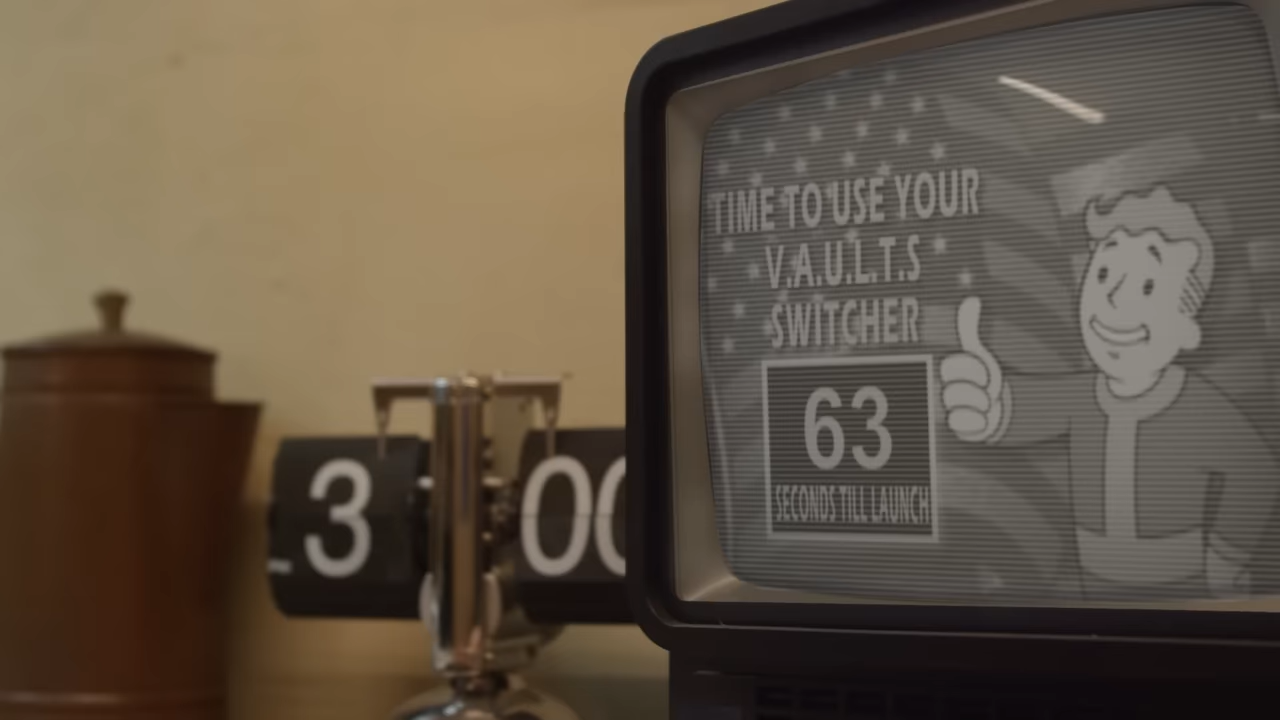 TIME TO USE YOUR
V.A.U.L.T.S
SWITCHER
63
SECONDS TILL LAUNCH
3
00